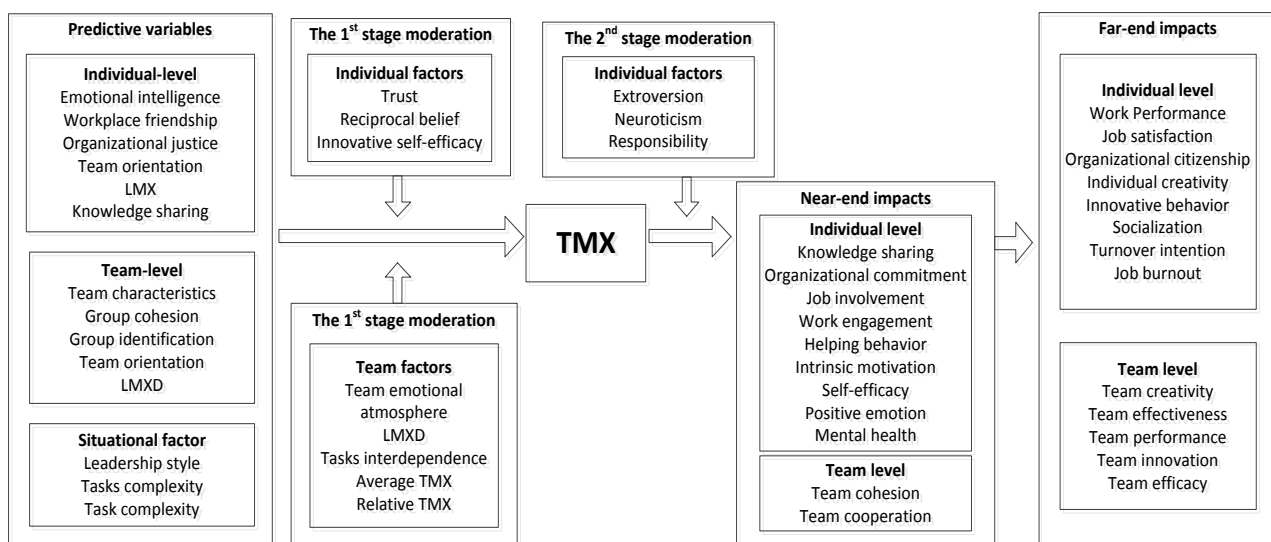 Predictive variables
Individual-level
Emotional intelligence
Workplace friendship
Organizational justice
Team orientation
LMX
Knowledge sharing
Team-level
Team characteristics
Group cohesion
Group identification
Team orientation
LMXD
Situational factor
Leadership style
Tasks complexity
Task complexity
The 1st stage moderation
Individual factors
Trust
Reciprocal belief
Innovative self-efficacy
The 1st stage moderation
Team factors
Team emotional
atmosphere
LMXD
Tasks interdependence
Average TMX
Relative TMX
TMX
The 2nd stage moderation
Individual factors
Extroversion
Neuroticism
Responsibility
Near-end impacts
Individual level
Knowledge sharing
Organizational commitment
Job involvement
Work engagement
Helping behavior
Intrinsic motivation
Self-efficacy
Positive emotion
Mental health
Team level
Team cohesion
Team cooperation
Far-end impacts
Individual level
Work Performance
Job satisfaction
Organizational citizenship
Individual creativity
Innovative behavior
Socialization
Turnover intention
Job burnout
Team level
Team creativity
Team effectiveness
Team performance
Team innovation
Team efficacy